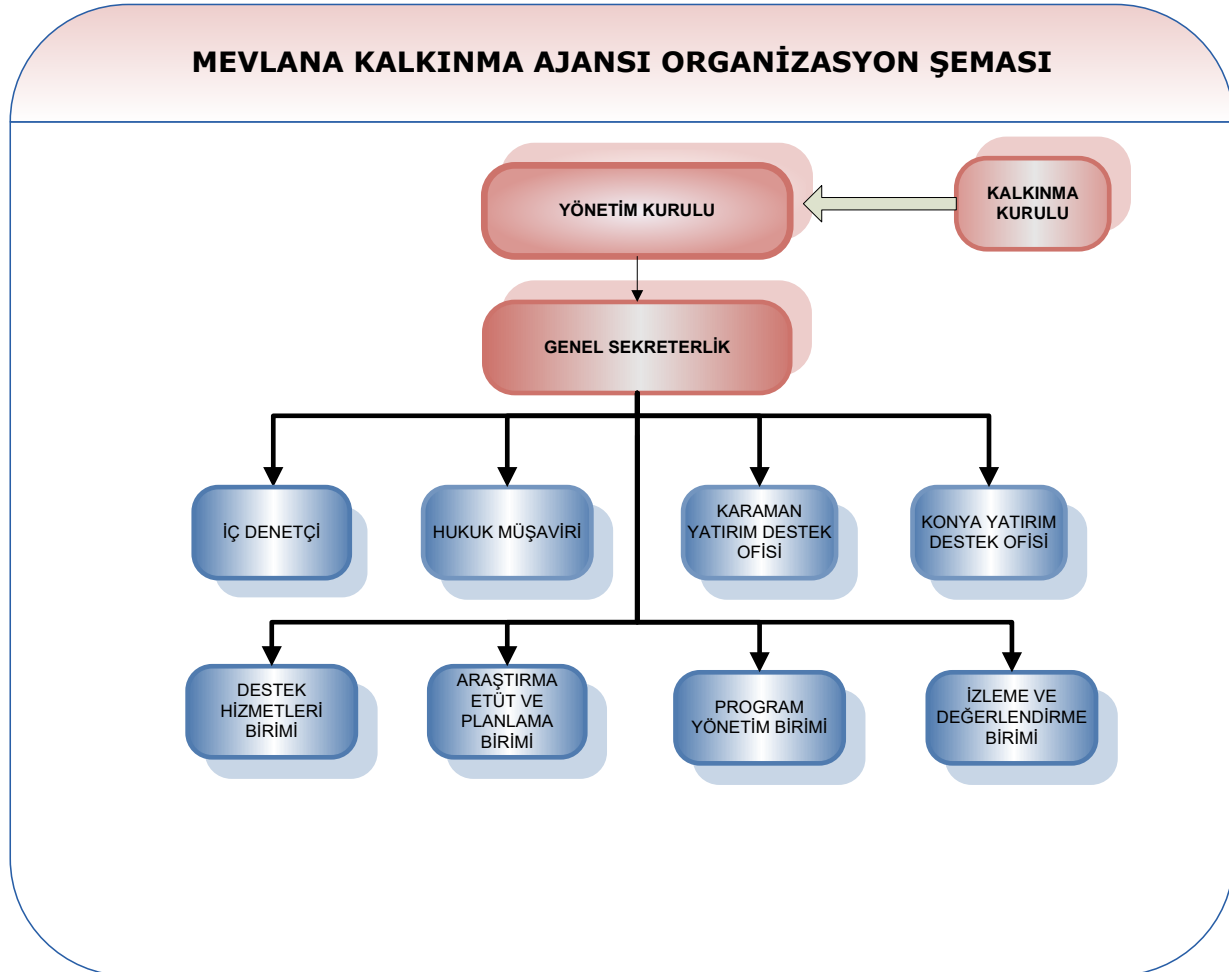 MEVLANA KALKINMA AJANSI ORGANİZASYON ŞEMASI
YÖNETİM KURULU
KALKINMA
KURULU
GENEL SEKRETERLİK
İÇ DENETÇİ
HUKUK MÜŞAVİRİ
KARAMAN
YATIRIM DESTEK
OFİSİ
KONYA YATIRIM
DESTEK OFİSİ
DESTEK
HİZMETLERİ
BİRİMİ
ARAŞTIRMA
ETÜT VE
PLANLAMA
BİRİMİ
PROGRAM
YÖNETİM BİRİMİ
İZLEME VE
DEĞERLENDİRME
BİRİMİ